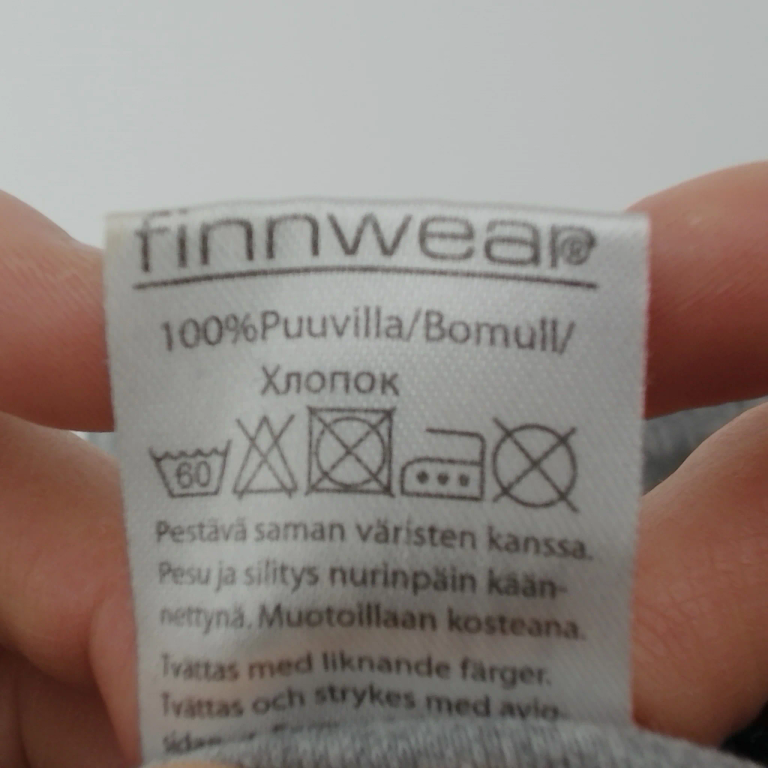 finnwear®
100%Puuvilla/Bomull/
Хлопок
60
Pestävä saman väristen kanssa.
Pesu ja silitys nurinpäin kään-
nettynä. Muotoillaan kosteana.
Tvättas med liknande färger.
Tvättas och strykes med avig-